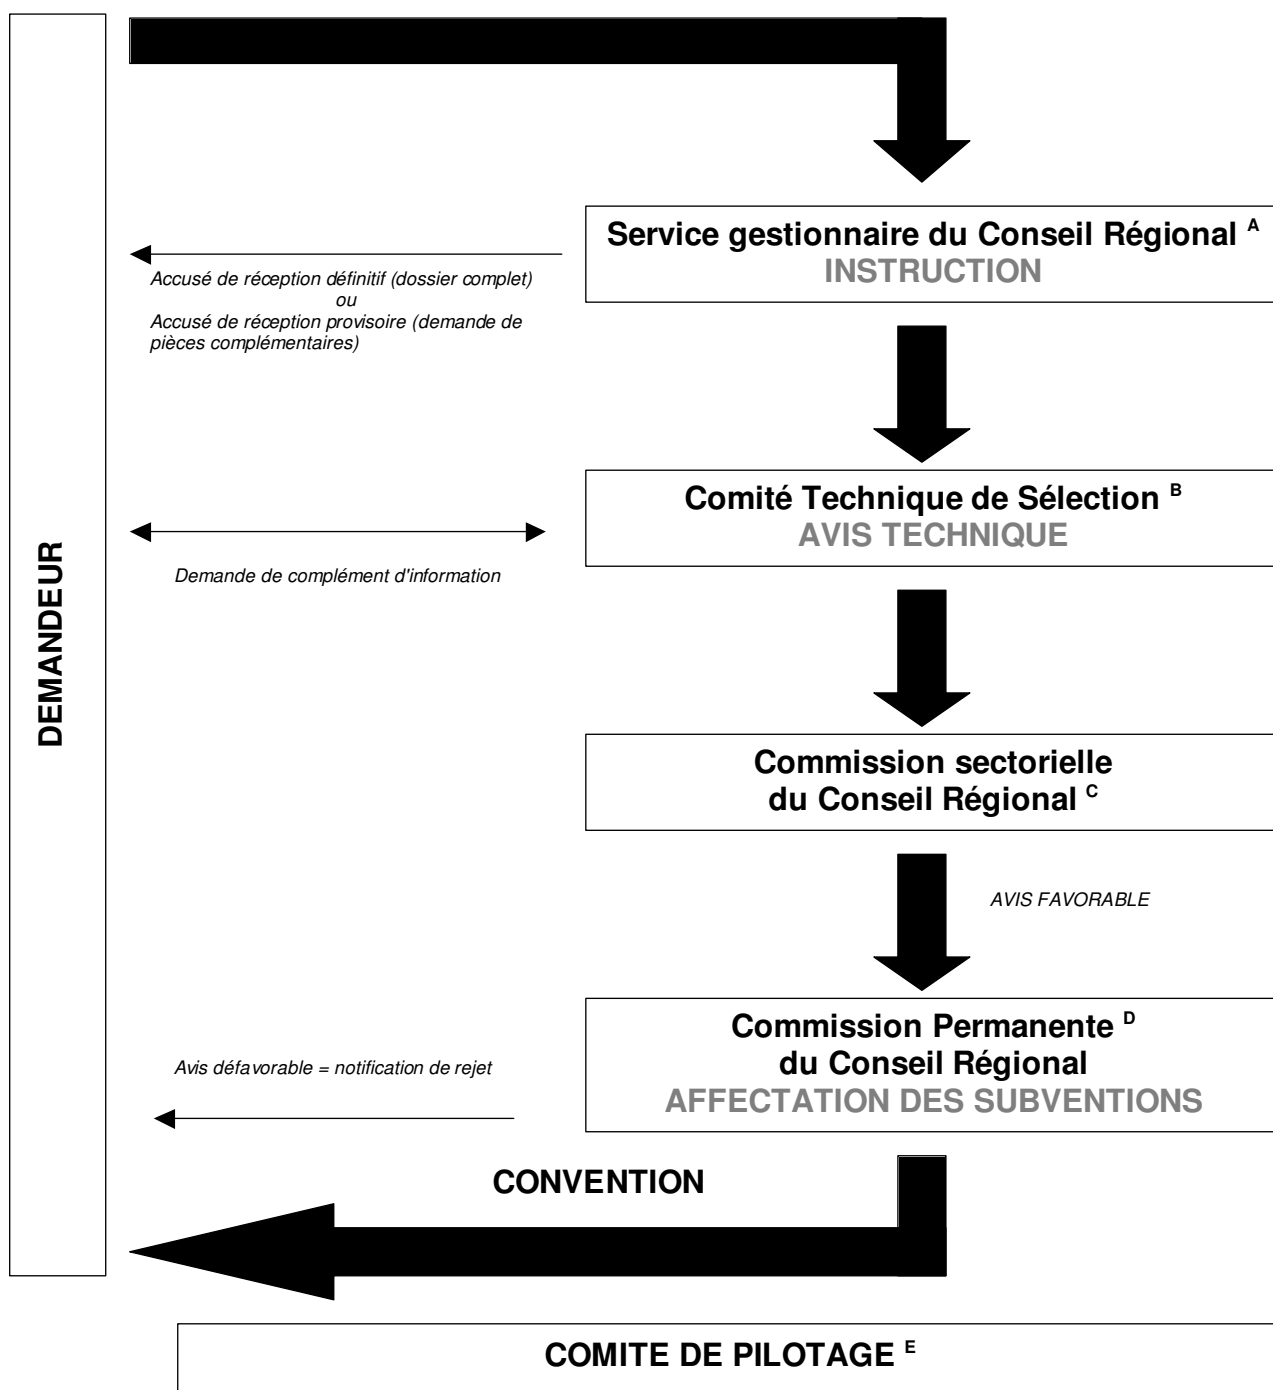 DEMANDEUR
Service gestionnaire du Conseil Régional A
INSTRUCTION
Accusé de réception définitif (dossier complet)
ou
Accusé de réception provisoire (demande de
pièces complémentaires)
Comité Technique de Sélection B
AVIS TECHNIQUE
Demande de complément d'information
Commission sectorielle
du Conseil Régional C
AVIS FAVORABLE
Commission Permanente D
du Conseil Régional
AFFECTATION DES SUBVENTIONS
Avis défavorable = notification de rejet
CONVENTION
COMITE DE PILOTAGE E